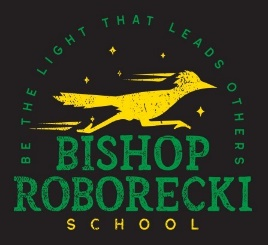 BE THE LIGHT THAT LEADS OTHERS
BISHOP
ROBORECKI
SCHOOL